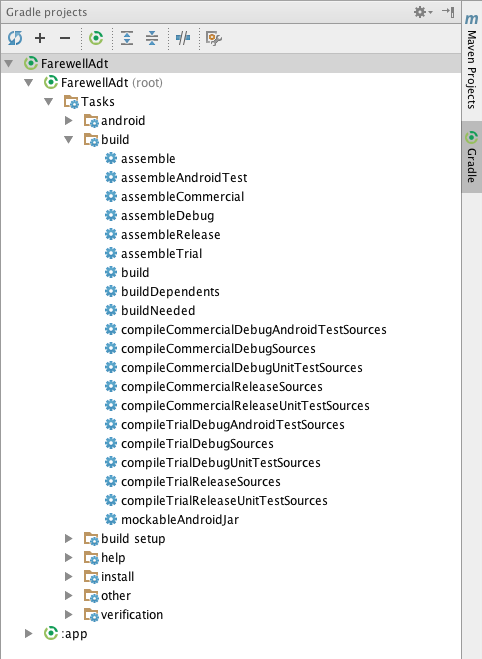 Gradle projects
FarewellAdt
FarewellAdt (root)
Tasks
android
build
assemble
assembleAndroidTest
assembleCommercial
assembleDebug
assembleRelease
assembleTrial
build
buildDependents
buildNeeded
compileCommercialDebugAndroidTestSources
compileCommercialDebugSources
compileCommercialDebugUnitTestSources
compileCommercialReleaseSources
compileCommercialReleaseUnitTestSources
compileTrialDebugAndroidTestSources
compileTrialDebugSources
compileTrialDebugUnitTestSources
compileTrialReleaseSources
compileTrialReleaseUnitTestSources
mockableAndroidJar
build setup
help
install
other
verification
:app
m Maven Projects
Gradle